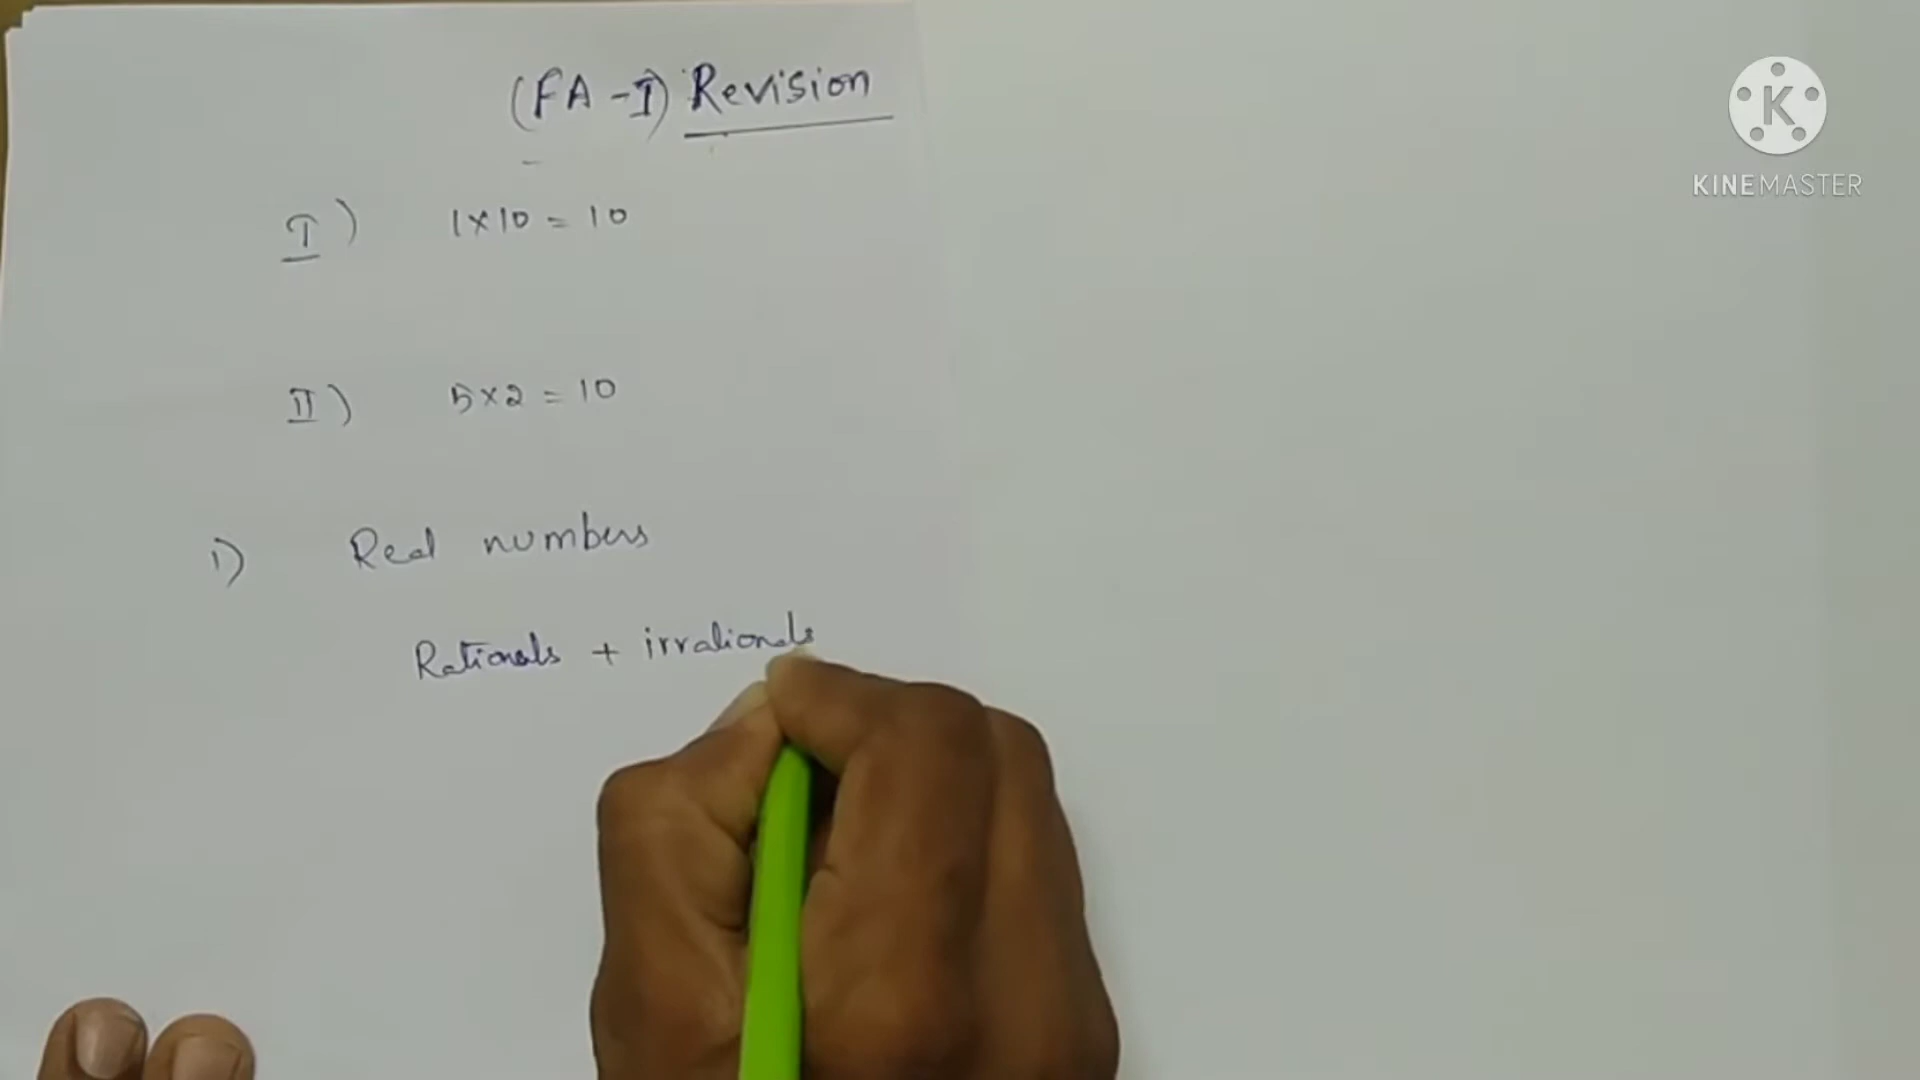 (FA-I) Revision
I) 1×10 = 10
II) 5×2 = 10
1) Real numbers
Rationals + irrationals
K
KINEMASTER